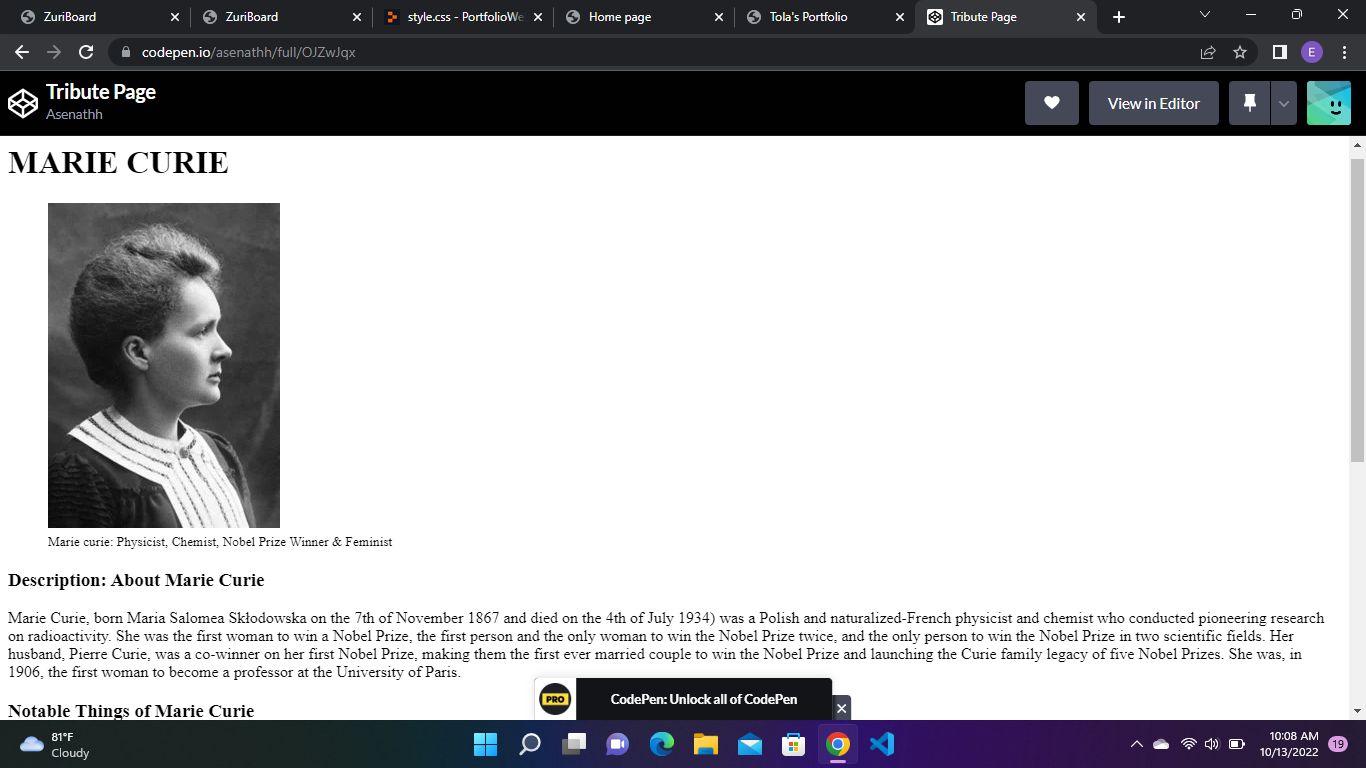 ZuriBoard
ZuriBoard
style.css - PortfolioWe
Home page
Tola's Portfolio
Tribute Page
codepen.io/asenathh/full/OJZwJqx
E
Tribute Page
Asenathh
View in Editor
MARIE CURIE
Marie curie: Physicist, Chemist, Nobel Prize Winner & Feminist
Description: About Marie Curie
Marie Curie, born Maria Salomea Skłodowska on the 7th of November 1867 and died on the 4th of July 1934) was a Polish and naturalized-French physicist and chemist who conducted pioneering research
on radioactivity. She was the first woman to win a Nobel Prize, the first person and the only woman to win the Nobel Prize twice, and the only person to win the Nobel Prize in two scientific fields. Her
husband, Pierre Curie, was a co-winner on her first Nobel Prize, making them the first ever married couple to win the Nobel Prize and launching the Curie family legacy of five Nobel Prizes. She was, in
1906, the first woman to become a professor at the University of Paris.
Notable Things of Marie Curie
PRO
CodePen: Unlock all of CodePen
81°F
Cloudy
10:08 AM
10/13/2022
19